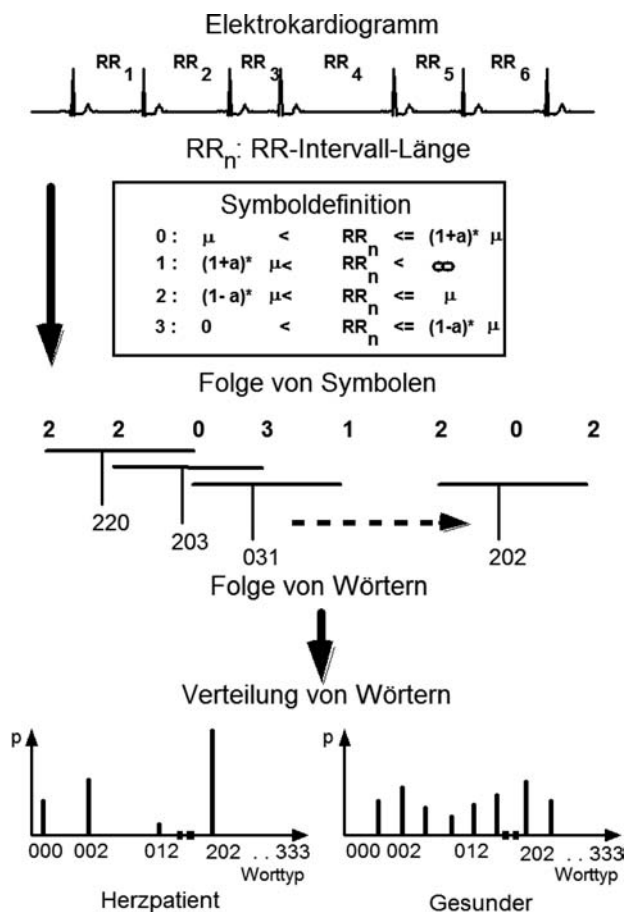 Elektrokardiogramm
RR1 RR2 RR3 RR4 RR5 RR6
RRn: RR-Intervall-Länge
Symboldefinition
0 : µ < RRn <= (1+a)* µ
1 : (1+a)* µ< RRn < ∞
2 : (1- a)* µ< RRn <= µ
3 : 0 < RRn <= (1-a)* µ
Folge von Symbolen
2 2 0 3 1 2 0 2
220
203
031
202
Folge von Wörtern
Verteilung von Wörtern
p
000 002 012 202 . . 333
Worttyp
Herzpatient
p
000 002 012 202 . . 333
Worttyp
Gesunder